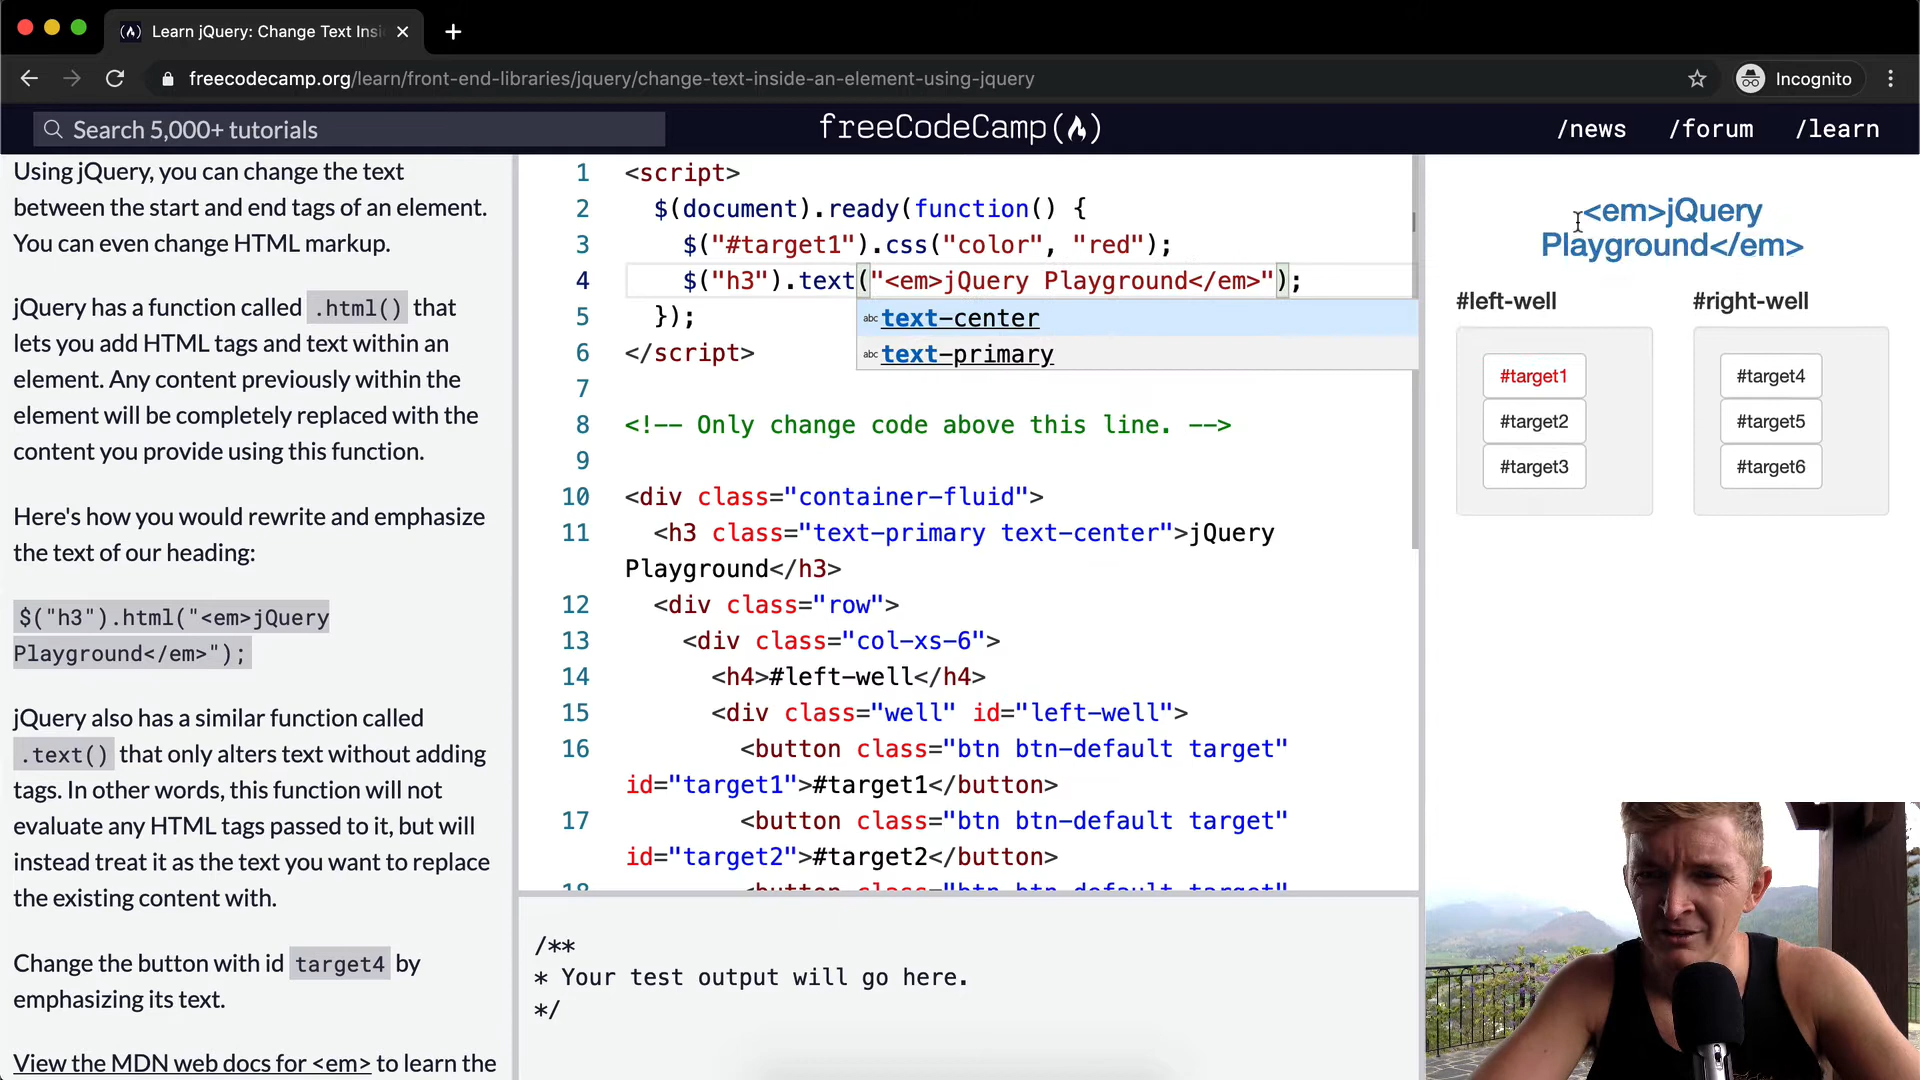 Learn jQuery: Change Text Insi
freecodecamp.org/learn/front-end-libraries/jquery/change-text-inside-an-element-using-jquery
Incognito
Search 5,000+ tutorials
freeCodeCamp
/news
/forum
/learn
Using jQuery, you can change the text
between the start and end tags of an element.
You can even change HTML markup.
jQuery has a function called .html() that
lets you add HTML tags and text within an
element. Any content previously within the
element will be completely replaced with the
content you provide using this function.
Here's how you would rewrite and emphasize
the text of our heading:
$("h3").html("<em>jQuery
Playground</em>");
jQuery also has a similar function called
.text() that only alters text without adding
tags. In other words, this function will not
evaluate any HTML tags passed to it, but will
instead treat it as the text you want to replace
the existing content with.
Change the button with id target4 by
emphasizing its text.
View the MDN web docs for <em> to learn the
1 <script>
2 $(document).ready(function() {
3 $("#target1").css("color", "red");
4 $("h3").text("<em>jQuery Playground</em>");
abc text-center
abc text-primary
5 });
6 </script>
7
8 <!-- Only change code above this line. -->
9
10 <div class="container-fluid">
11 <h3 class="text-primary text-center">jQuery
Playground</h3>
12 <div class="row">
13 <div class="col-xs-6">
14 <h4>#left-well</h4>
15 <div class="well" id="left-well">
16 <button class="btn btn-default target"
id="target1">#target1</button>
17 <button class="btn btn-default target"
id="target2">#target2</button>
18 <button class="btn btn-default target"
/**
* Your test output will go here.
*/
<em>jQuery
Playground</em>
#left-well
#target1
#target2
#target3
#right-well
#target4
#target5
#target6